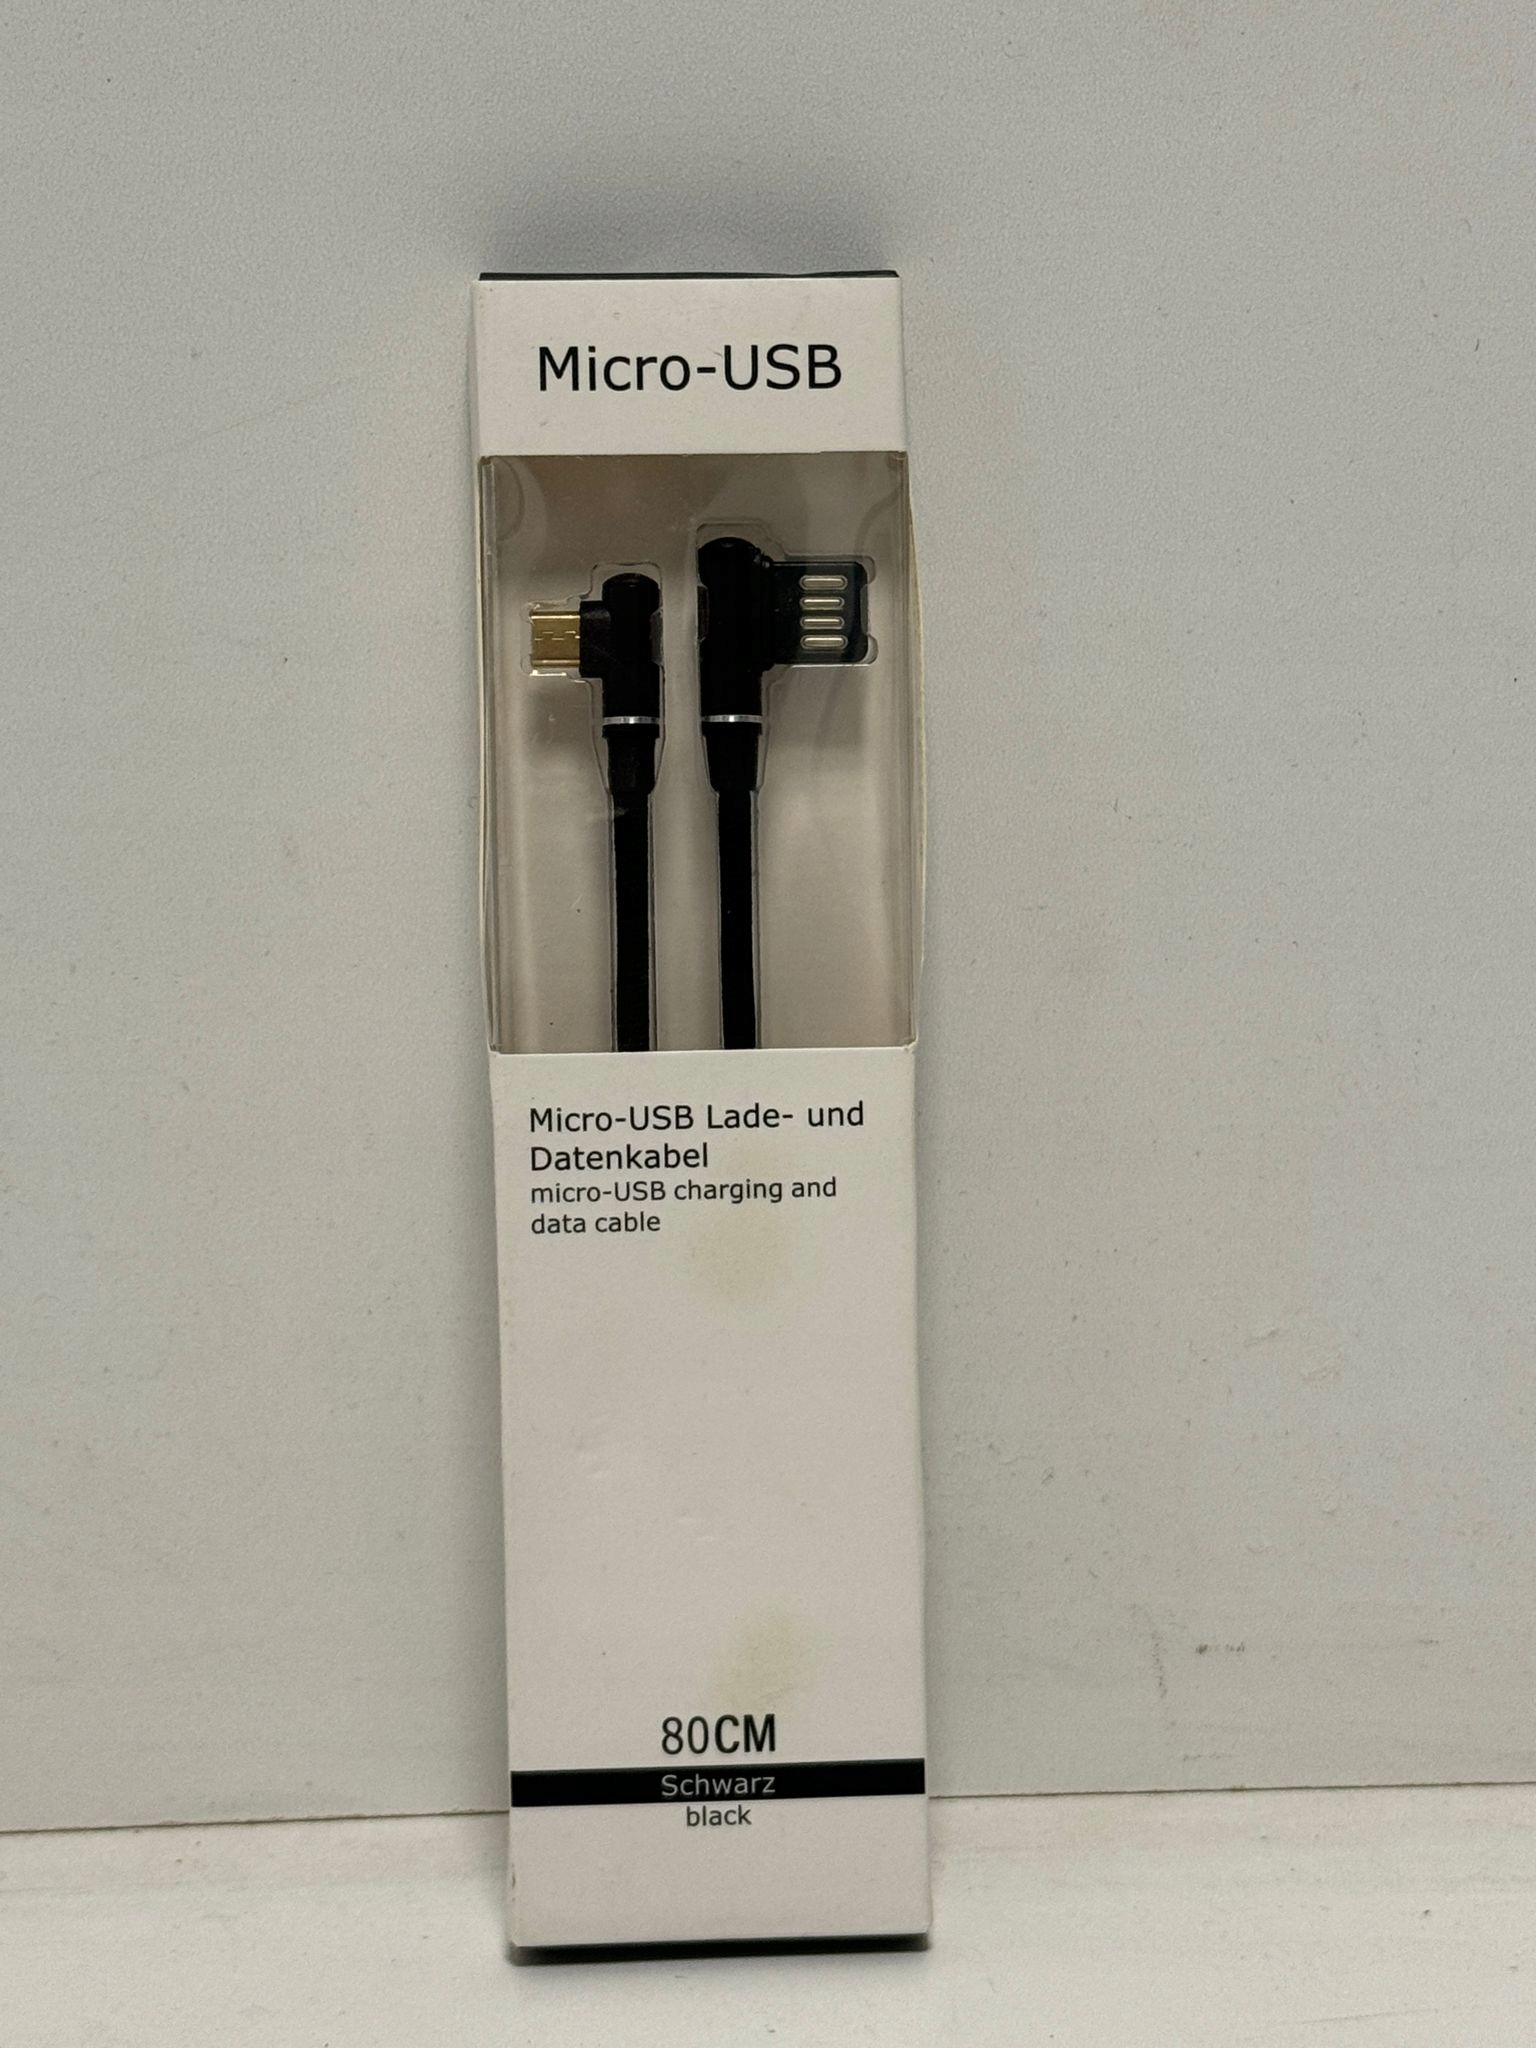 Micro-USB
Micro-USB Lade- und
Datenkabel
micro-USB charging and
data cable
80CM
Schwarz
black